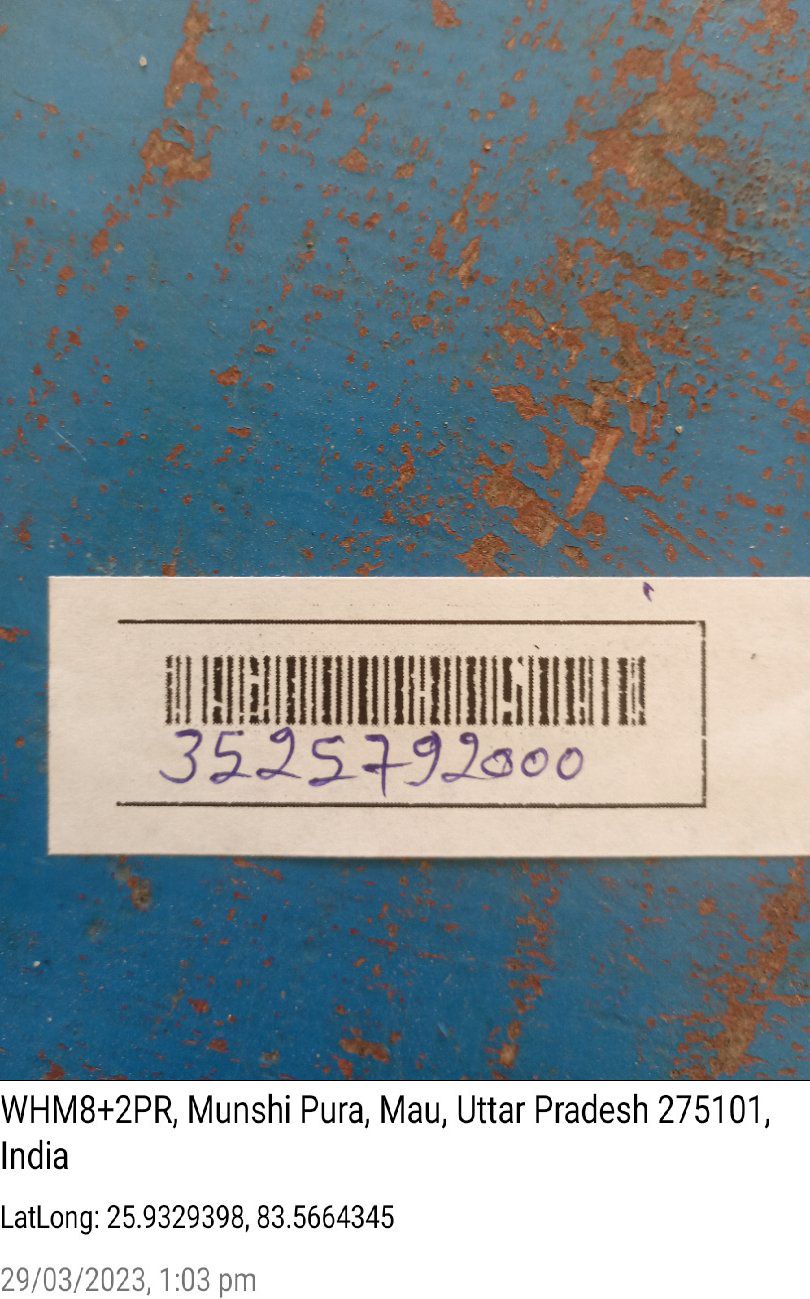 3525792000
WHM8+2PR, Munshi Pura, Mau, Uttar Pradesh 275101,
India
LatLong: 25.9329398, 83.5664345
29/03/2023, 1:03 pm